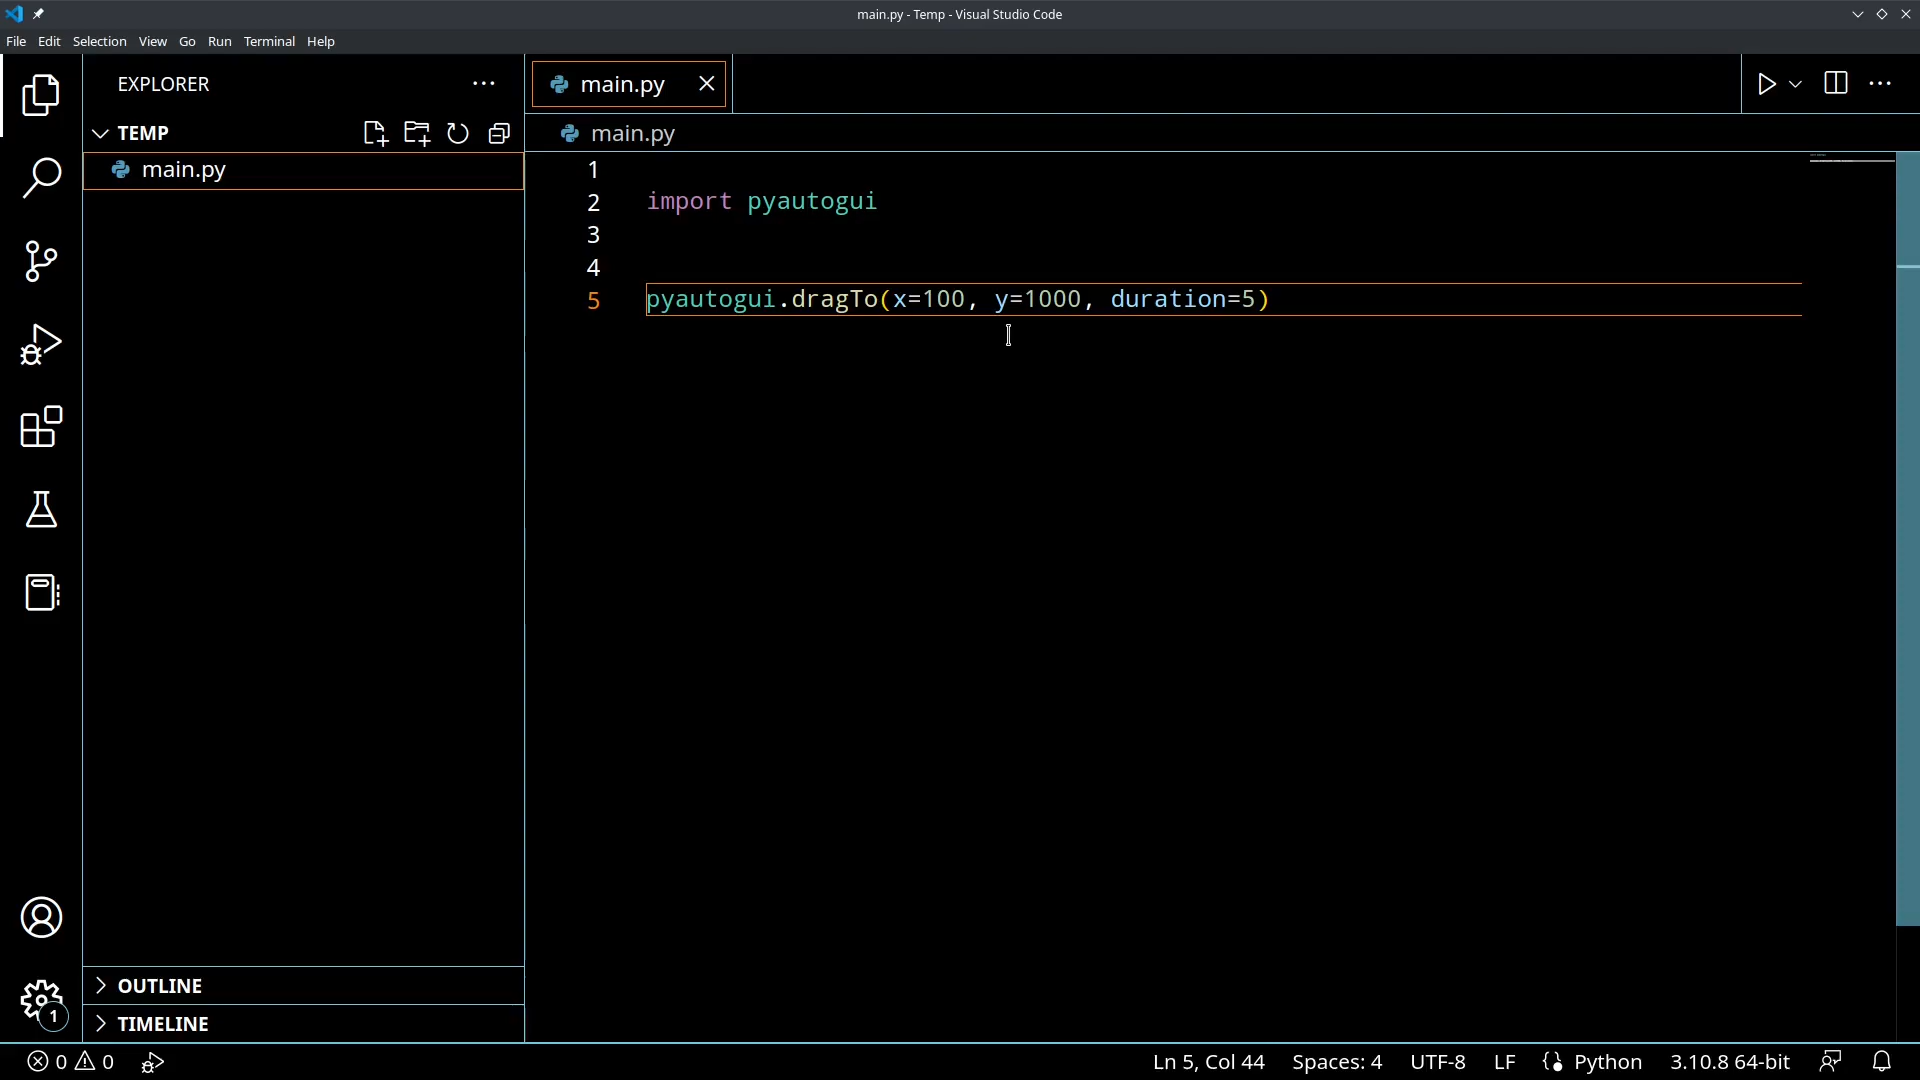 main.py - Temp - Visual Studio Code
File Edit Selection View Go Run Terminal Help
EXPLORER
TEMP
main.py
OUTLINE
TIMELINE
1
main.py
main.py
1
2 import pyautogui
3
4
5 pyautogui.dragTo(x=100, y=1000, duration=5)
0 0
Ln 5, Col 44 Spaces: 4 UTF-8 LF Python 3.10.8 64-bit